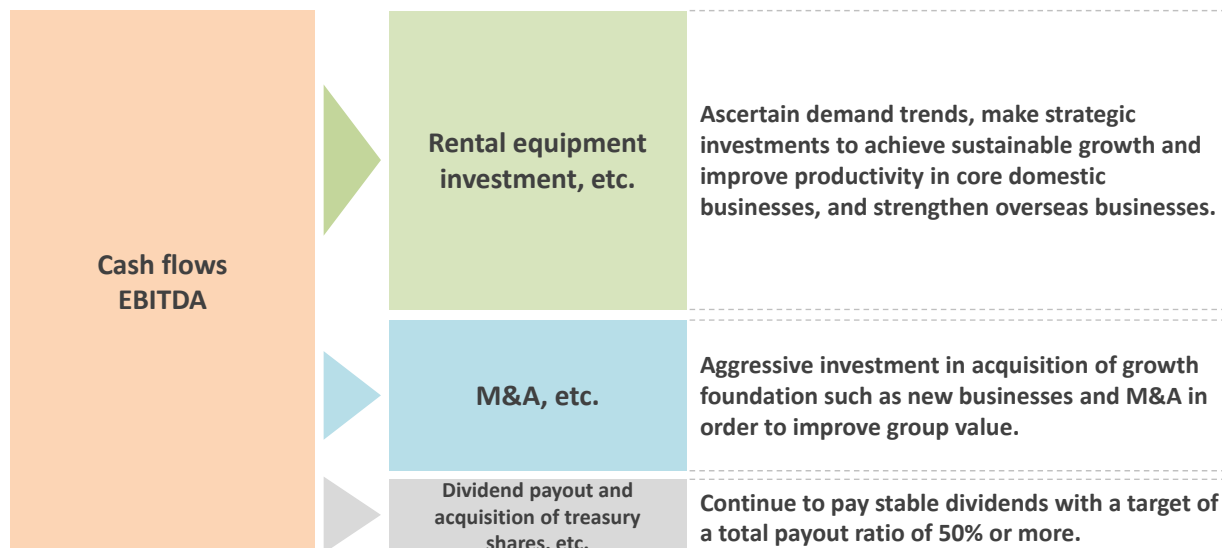 Cash flows
EBITDA
Rental equipment
investment, etc.
Ascertain demand trends, make strategic
investments to achieve sustainable growth and
improve productivity in core domestic
businesses, and strengthen overseas businesses.
M&A, etc.
Aggressive investment in acquisition of growth
foundation such as new businesses and M&A in
order to improve group value.
Dividend payout and
acquisition of treasury
shares, etc.
Continue to pay stable dividends with a target of
a total payout ratio of 50% or more.